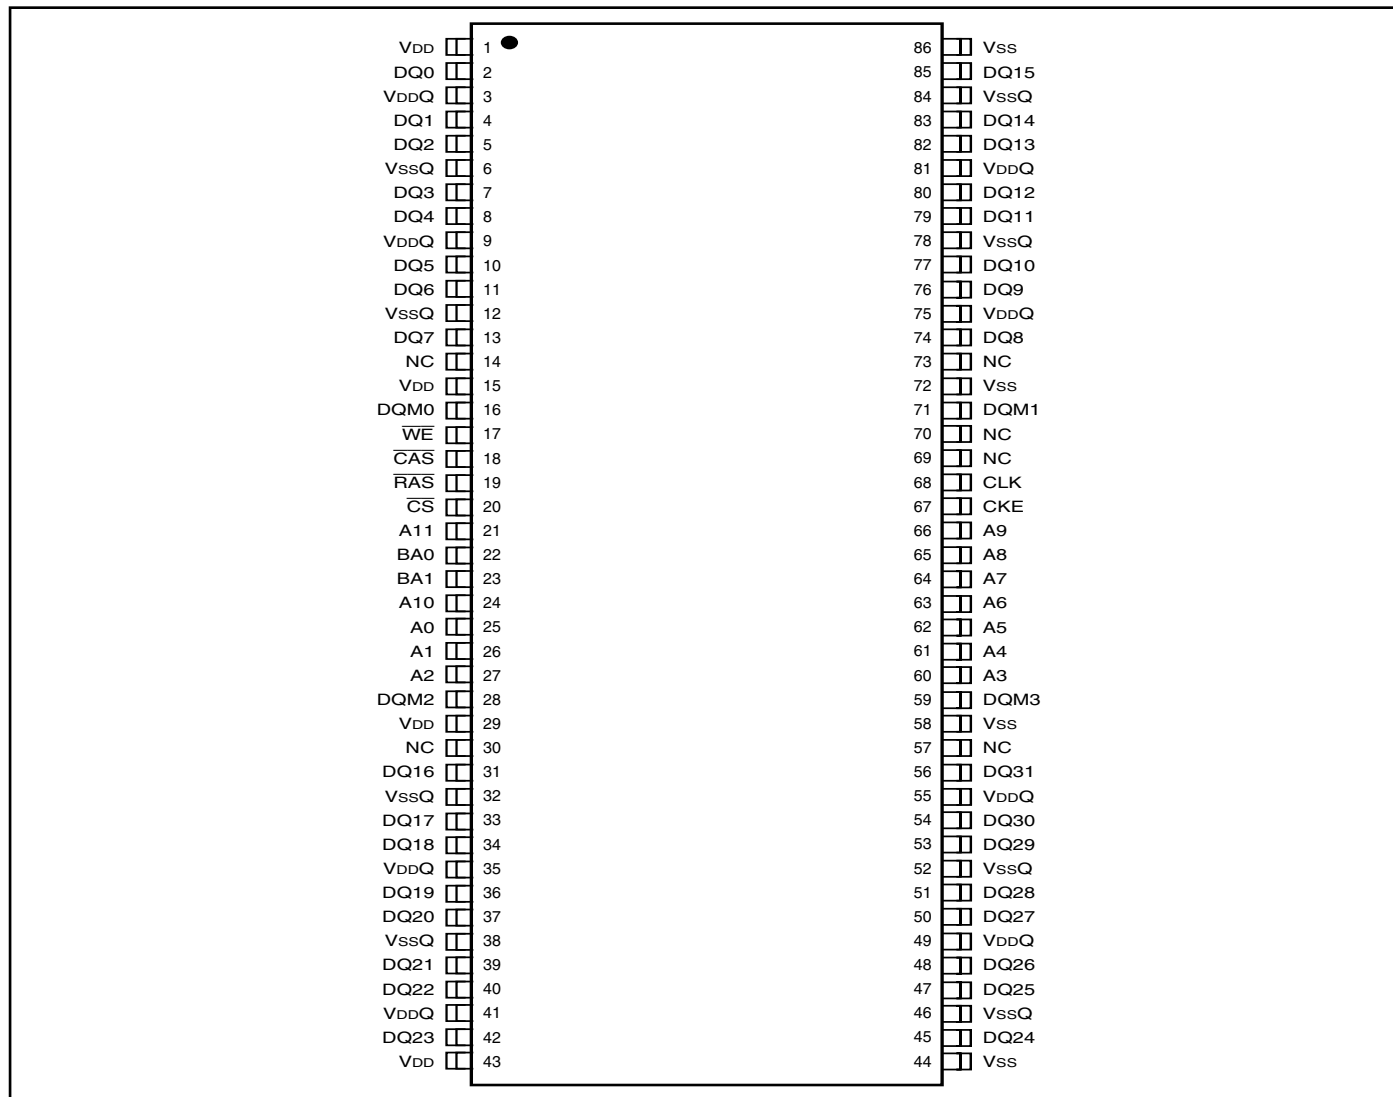 VDD 1 86 VSS
DQ0 2 85 DQ15
VDDQ 3 84 VSSQ
DQ1 4 83 DQ14
DQ2 5 82 DQ13
VSSQ 6 81 VDDQ
DQ3 7 80 DQ12
DQ4 8 79 DQ11
VDDQ 9 78 VSSQ
DQ5 10 77 DQ10
DQ6 11 76 DQ9
VSSQ 12 75 VDDQ
DQ7 13 74 DQ8
NC 14 73 NC
VDD 15 72 VSS
DQM0 16 71 DQM1
W̅E̅ 17 70 NC
C̅A̅S̅ 18 69 NC
R̅A̅S̅ 19 68 CLK
C̅S̅ 20 67 CKE
A11 21 66 A9
BA0 22 65 A8
BA1 23 64 A7
A10 24 63 A6
A0 25 62 A5
A1 26 61 A4
A2 27 60 A3
DQM2 28 59 DQM3
VDD 29 58 VSS
NC 30 57 NC
DQ16 31 56 DQ31
VSSQ 32 55 VDDQ
DQ17 33 54 DQ30
DQ18 34 53 DQ29
VDDQ 35 52 VSSQ
DQ19 36 51 DQ28
DQ20 37 50 DQ27
VSSQ 38 49 VDDQ
DQ21 39 48 DQ26
DQ22 40 47 DQ25
VDDQ 41 46 VSSQ
DQ23 42 45 DQ24
VDD 43 44 VSS